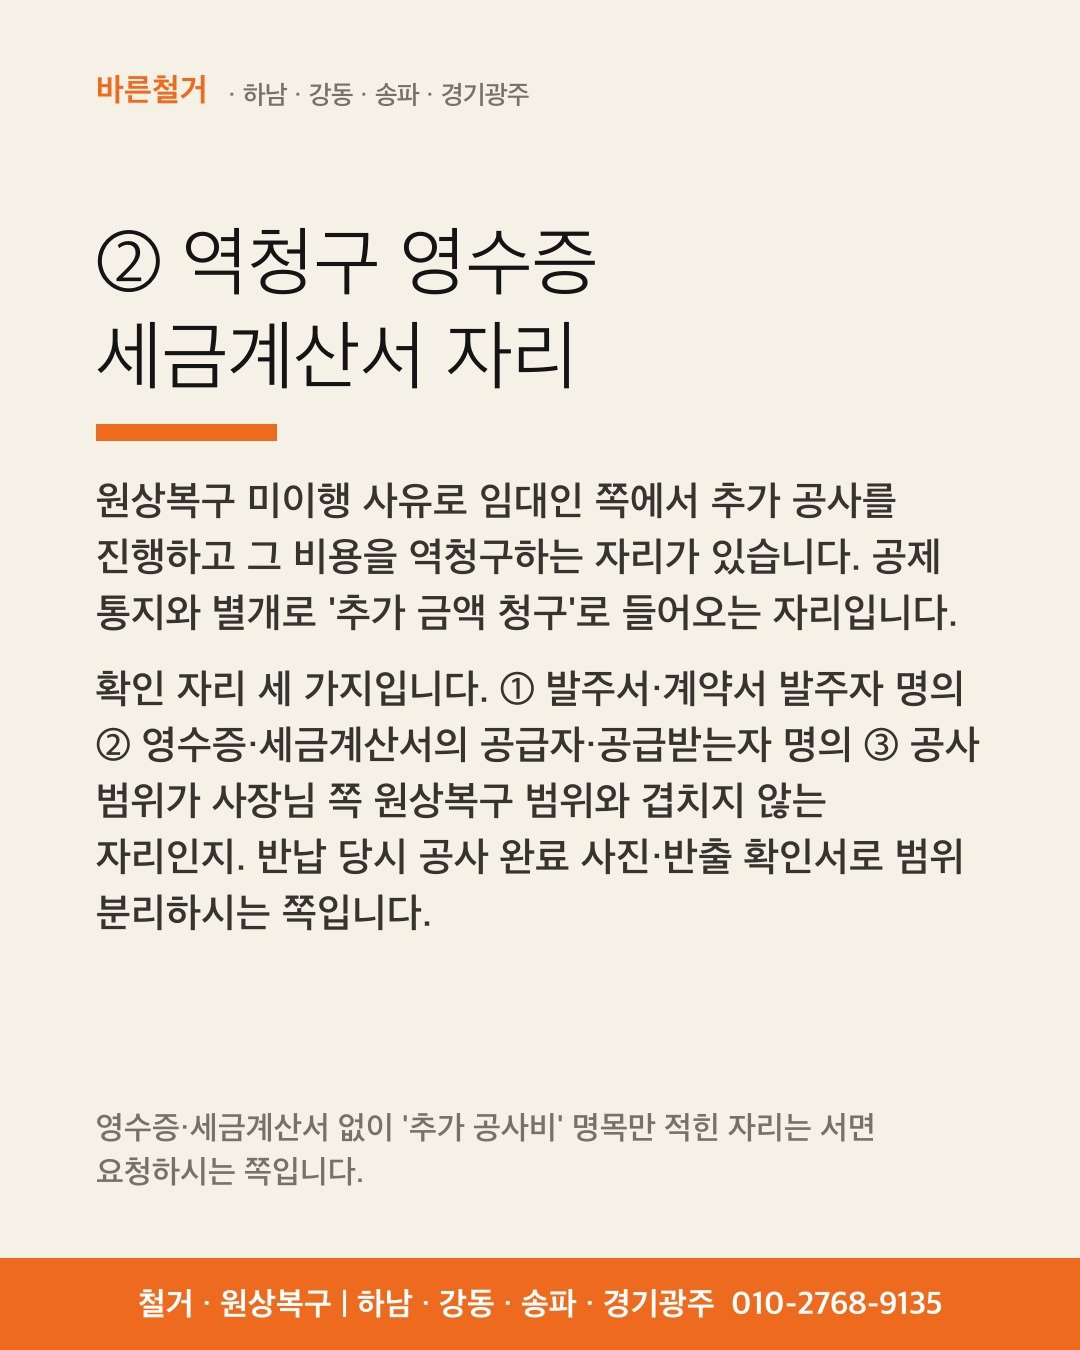 바른철거 · 하남 · 강동 · 송파 · 경기광주
② 역청구 영수증
세금계산서 자리
원상복구 미이행 사유로 임대인 쪽에서 추가 공사를
진행하고 그 비용을 역청구하는 자리가 있습니다. 공제
통지와 별개로 '추가 금액 청구'로 들어오는 자리입니다.
확인 자리 세 가지입니다. ① 발주서·계약서 발주자 명의
② 영수증·세금계산서의 공급자·공급받는자 명의 ③ 공사
범위가 사장님 쪽 원상복구 범위와 겹치지 않는
자리인지. 반납 당시 공사 완료 사진·반출 확인서로 범위
분리하시는 쪽입니다.
영수증·세금계산서 없이 '추가 공사비' 명목만 적힌 자리는 서면
요청하시는 쪽입니다.
철거 · 원상복구 | 하남 · 강동 · 송파 · 경기광주 010-2768-9135